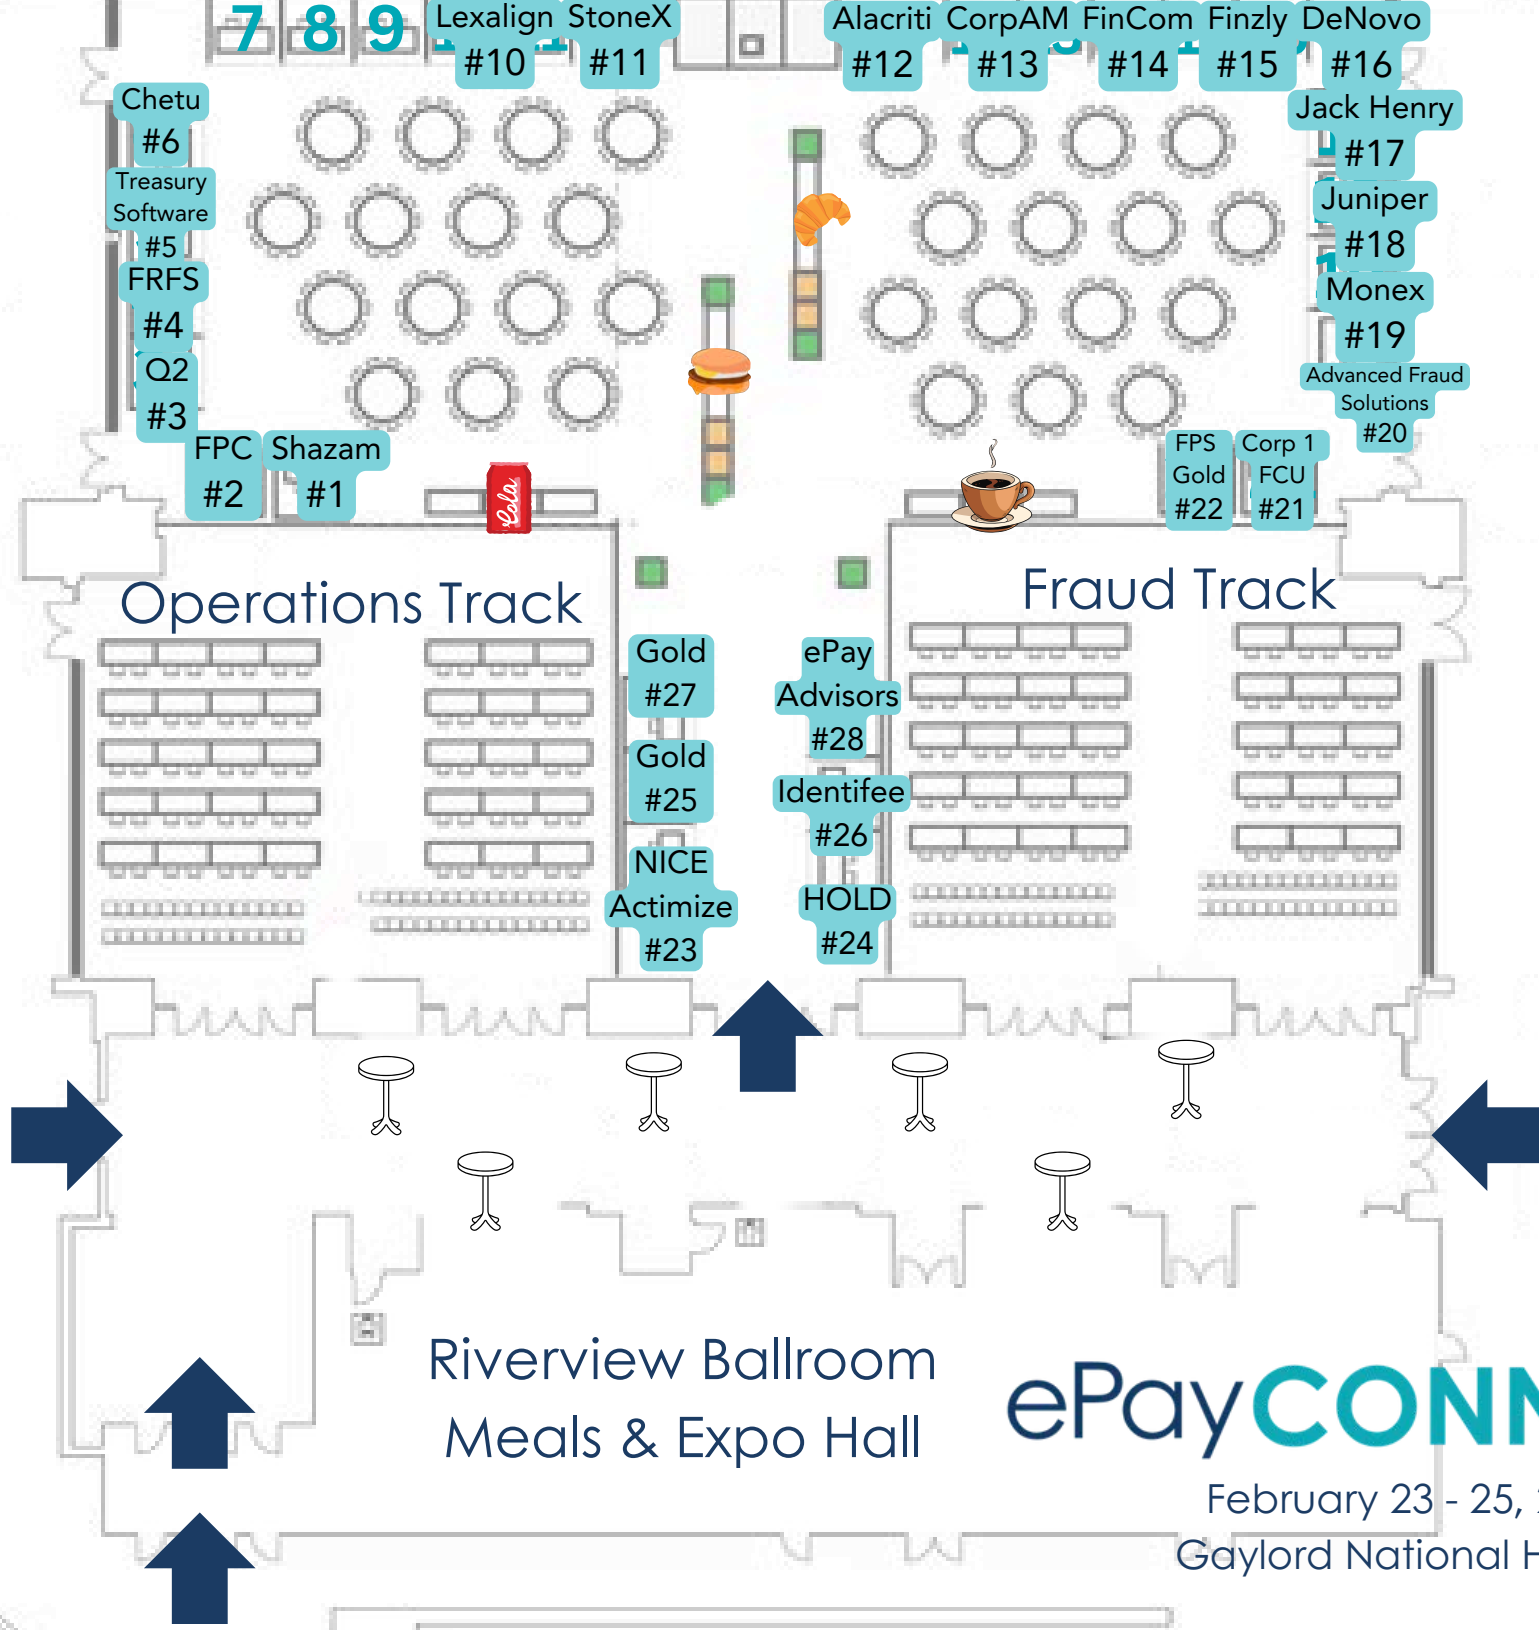 7 8 9
Lexalign
#10
StoneX
#11
Alacriti
#12
CorpAM
#13
FinCom
#14
Finzly
#15
DeNovo
#16
Chetu
#6
Jack Henry
#17
Treasury
Software
#5
Juniper
#18
FRFS
#4
Monex
#19
Q2
#3
Advanced Fraud
Solutions
#20
FPC
#2
Shazam
#1
Cola
FPS
Gold
#22
Corp 1
FCU
#21
Operations Track
Fraud Track
Gold
#27
ePay
Advisors
#28
Gold
#25
Identifee
#26
NICE
Actimize
#23
HOLD
#24
Riverview Ballroom
Meals & Expo Hall
ePayCONN
February 23 - 25,
Gaylord National H